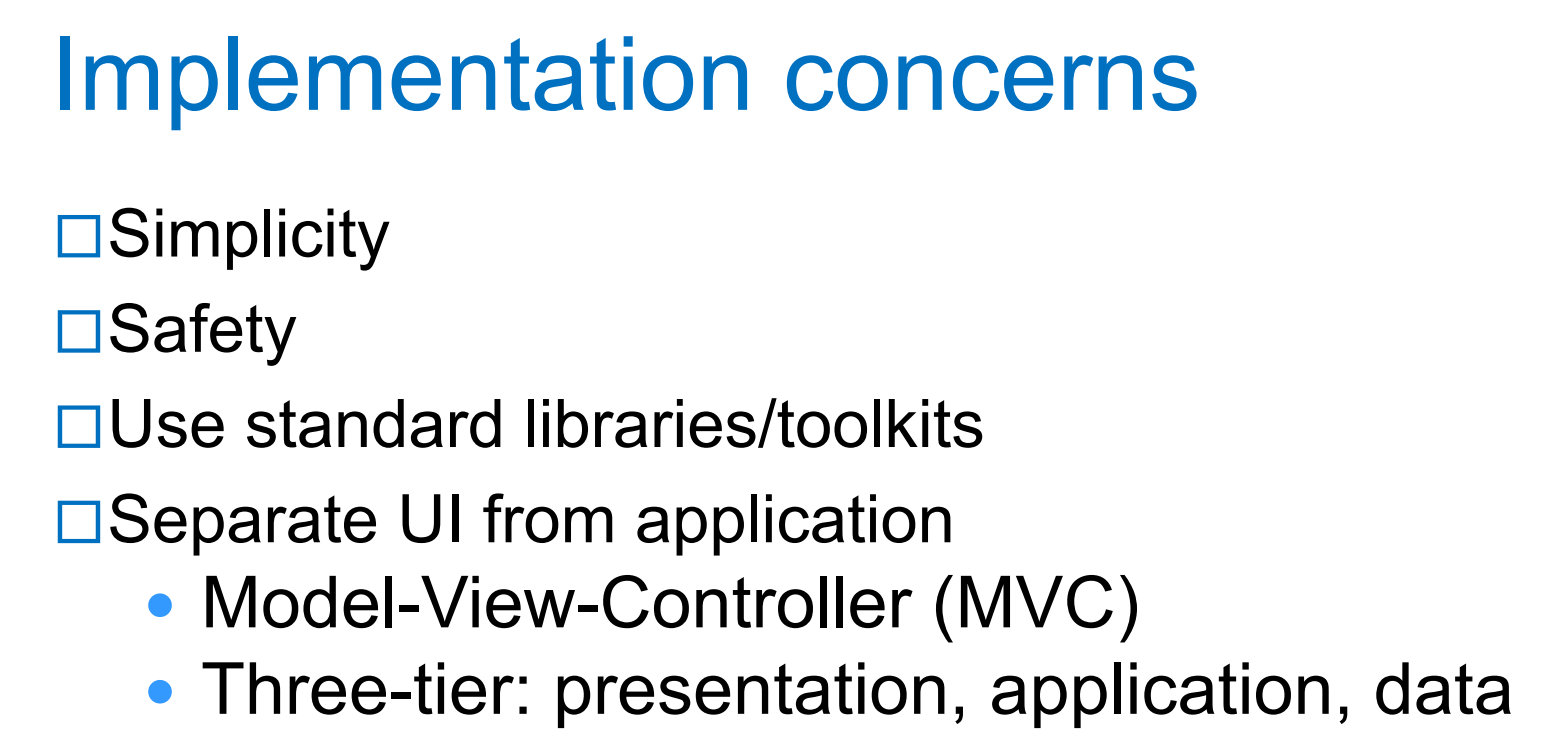 Implementation concerns
Simplicity
Safety
Use standard libraries/toolkits
Separate UI from application
Model-View-Controller (MVC)
Three-tier: presentation, application, data